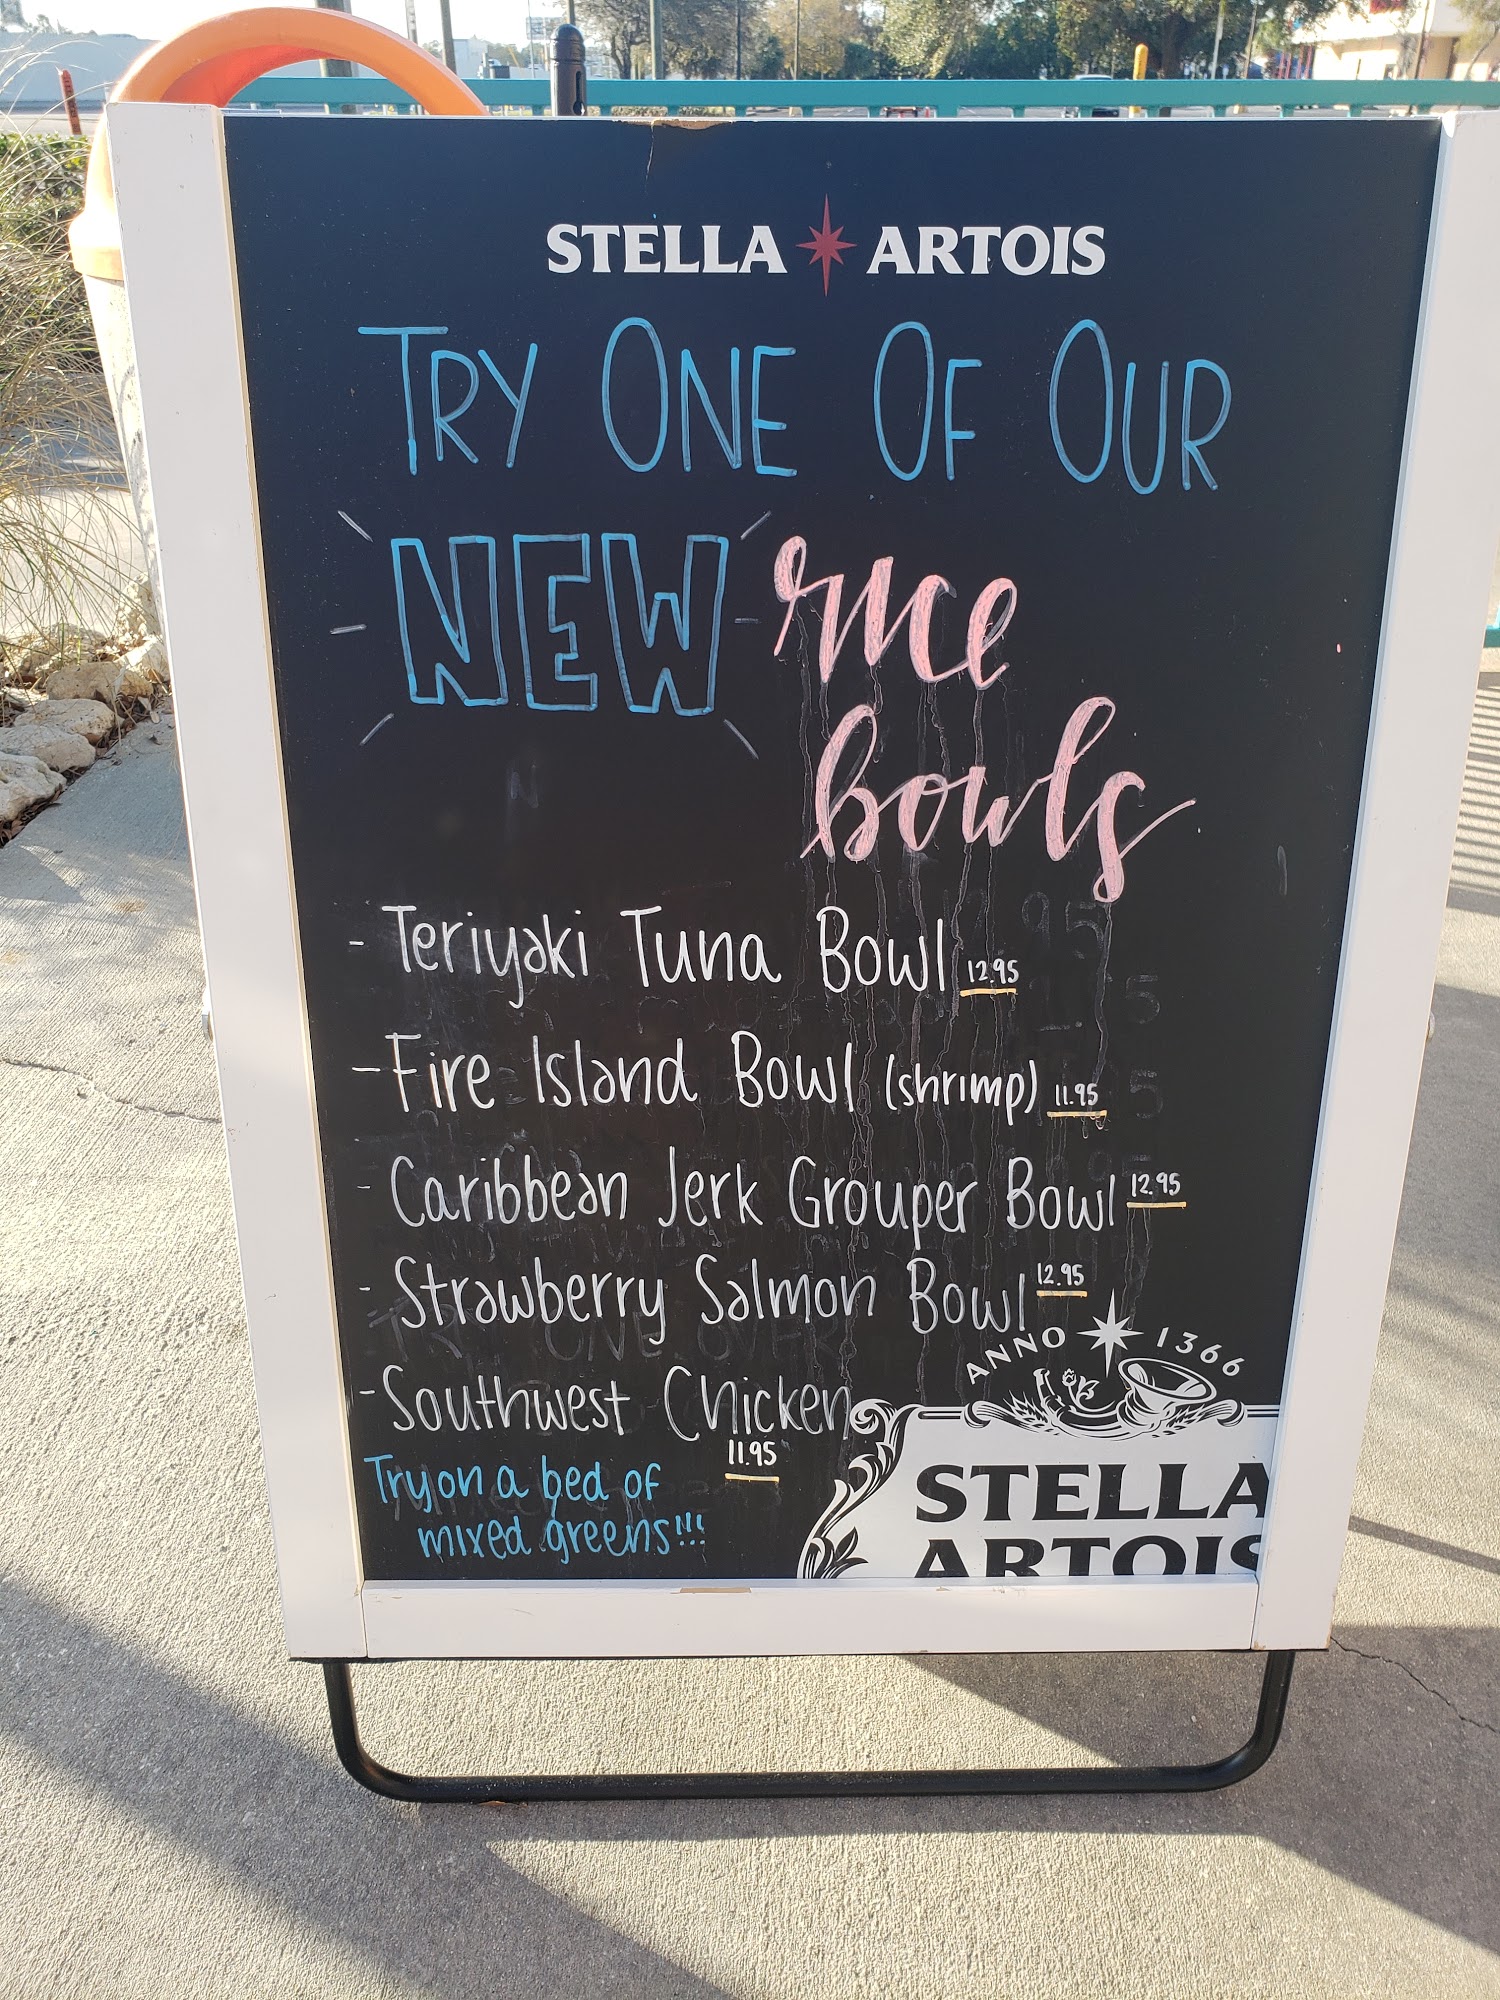 STELLA ARTOIS
TRY ONE OF OUR
NEW rice
bowls
- Teriyaki Tuna Bowl 12.95
- Fire Island Bowl (shrimp) 11.95
- Caribbean Jerk Grouper Bowl 12.95
- Strawberry Salmon Bowl 12.95
- Southwest Chicken
11.95
Try on a bed of
mixed greens!!!
ANNO 1366
STELLA
ARTOIS